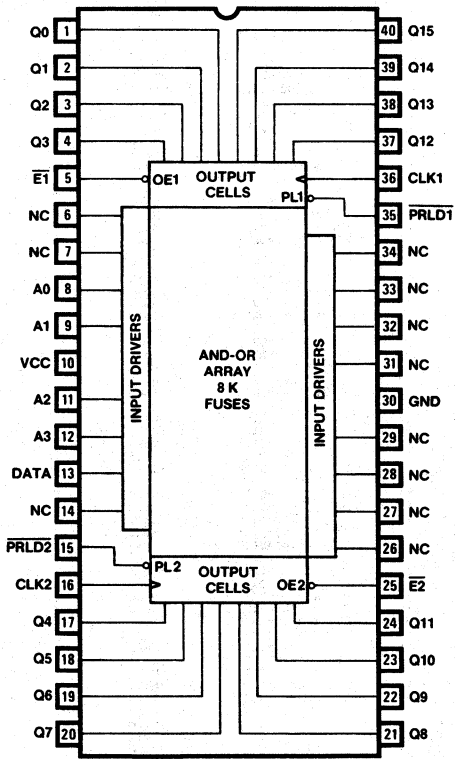 Q0 1 40 Q15
Q1 2 39 Q14
Q2 3 38 Q13
Q3 4 37 Q12
E1 5 OE1 OUTPUT CELLS 36 CLK1
PL1
NC 6 35 PRLD1
NC 7 34 NC
A0 8 33 NC
A1 9 32 NC
VCC 10 31 NC
A2 11 30 GND
A3 12 29 NC
DATA 13 28 NC
NC 14 27 NC
PRLD2 15 26 NC
PL2
CLK2 16 OUTPUT CELLS OE2 25 E2
Q4 17 24 Q11
Q5 18 23 Q10
Q6 19 22 Q9
Q7 20 21 Q8
INPUT DRIVERS
AND-OR
ARRAY
8 K
FUSES
INPUT DRIVERS